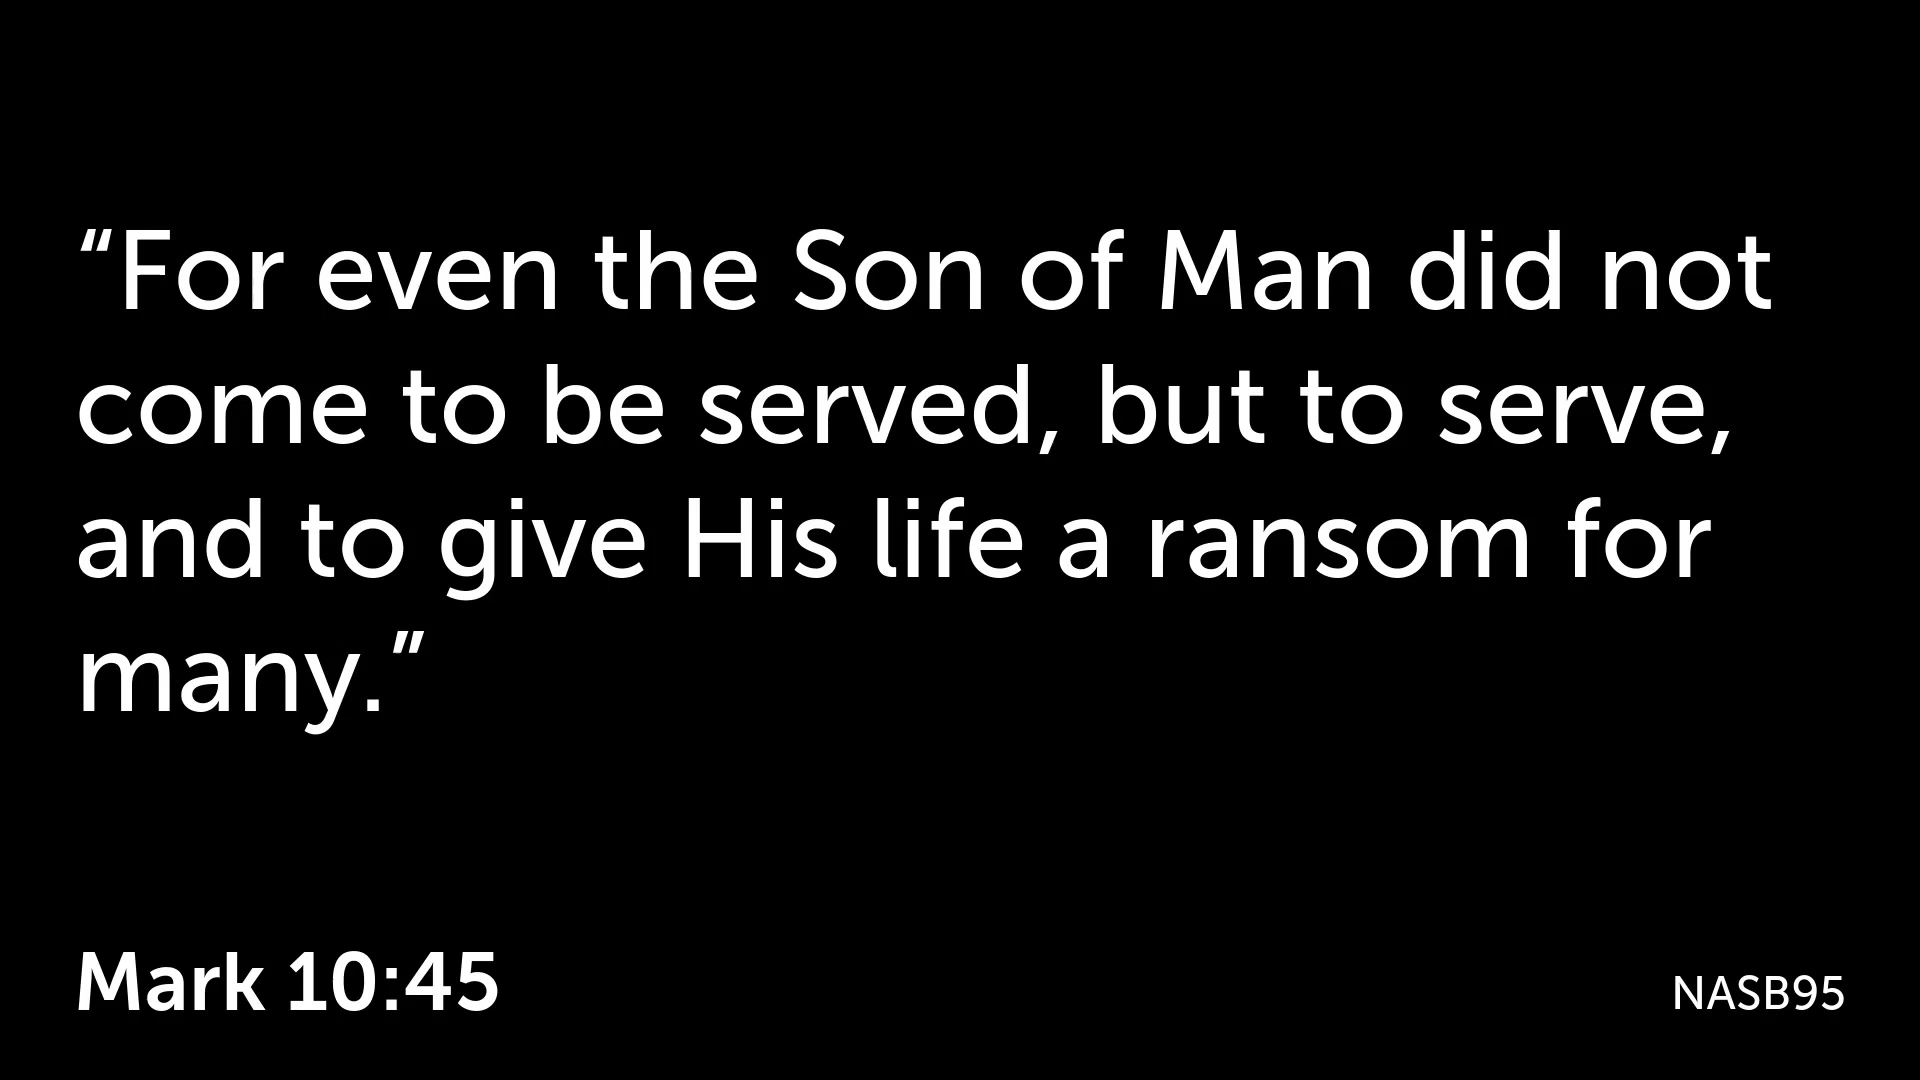 “For even the Son of Man did not
come to be served, but to serve,
and to give His life a ransom for
many.”
Mark 10:45
NASB95